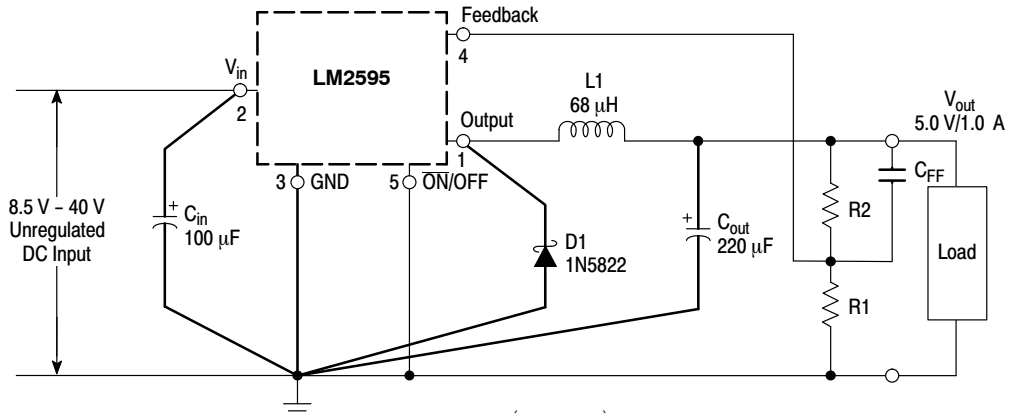 Feedback
4
LM2595
V_in
2
L1
68 μH
Output
1
V_out
5.0 V/1.0 A
3
GND
5
O̅N̅/OFF
C_FF
8.5 V – 40 V
Unregulated
DC Input
+
C_in
100 μF
D1
1N5822
+
C_out
220 μF
R2
Load
R1